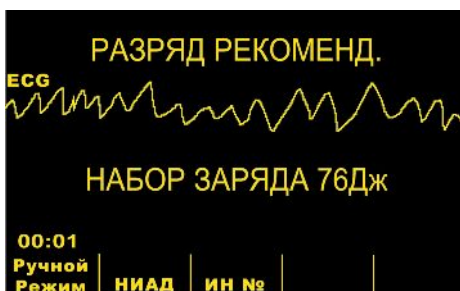 РАЗРЯД РЕКОМЕНД.
ECG
НАБОР ЗАРЯДА 76Дж
00:01
Ручной Режим
НИАД
ИН №